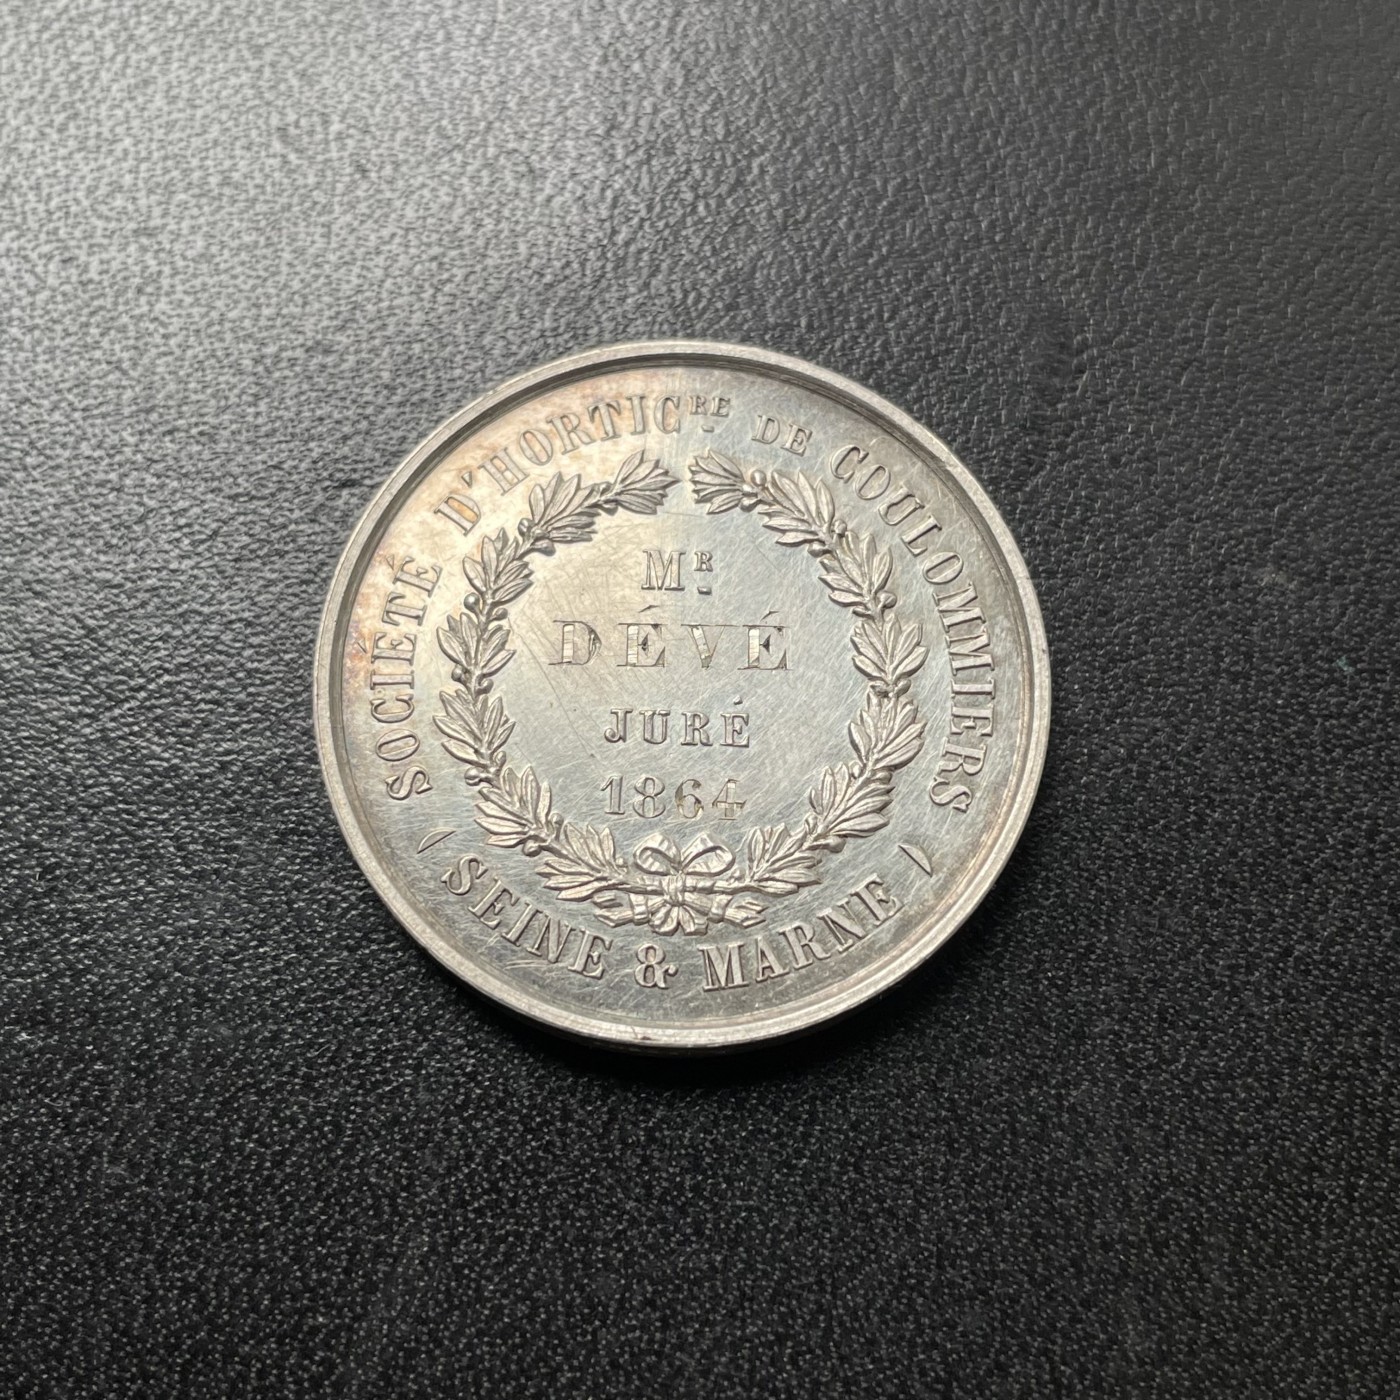 SOCIÉTÉ D'HORTICRE DE COULOMMIERS
MR
DÉVÉ
JURÉ
1864
( SEINE & MARNE )